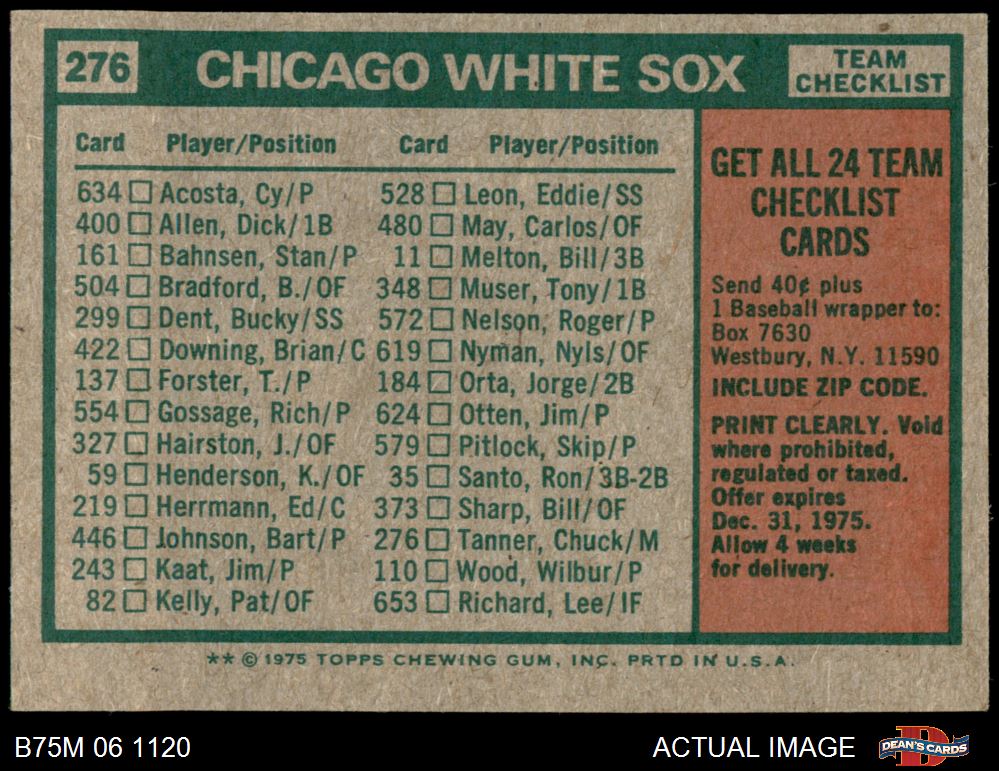 276 CHICAGO WHITE SOX TEAM CHECKLIST
Card Player/Position Card Player/Position
634 Acosta, Cy/P 528 Leon, Eddie/SS
400 Allen, Dick/1B 480 May, Carlos/OF
161 Bahnsen, Stan/P 11 Melton, Bill/3B
504 Bradford, B./OF 348 Muser, Tony/1B
299 Dent, Bucky/SS 572 Nelson, Roger/P
422 Downing, Brian/C 619 Nyman, Nyls/OF
137 Forster, T./P 184 Orta, Jorge/2B
554 Gossage, Rich/P 624 Otten, Jim/P
327 Hairston, J./OF 579 Pitlock, Skip/P
59 Henderson, K./OF 35 Santo, Ron/3B-2B
219 Herrmann, Ed/C 373 Sharp, Bill/OF
446 Johnson, Bart/P 276 Tanner, Chuck/M
243 Kaat, Jim/P 110 Wood, Wilbur/P
82 Kelly, Pat/OF 653 Richard, Lee/IF
GET ALL 24 TEAM
CHECKLIST
CARDS
Send 40¢ plus
1 Baseball wrapper to:
Box 7630
Westbury, N.Y. 11590
INCLUDE ZIP CODE.
PRINT CLEARLY. Void
where prohibited,
regulated or taxed.
Offer expires
Dec. 31, 1975.
Allow 4 weeks
for delivery.
** © 1975 TOPPS CHEWING GUM, INC. PRTD IN U.S.A.
B75M 06 1120 ACTUAL IMAGE DEAN'S CARDS